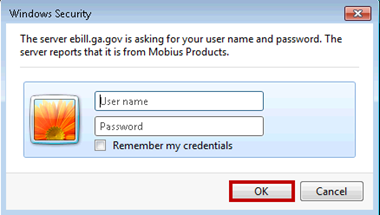 Windows Security
The server ebill.ga.gov is asking for your user name and password. The
server reports that it is from Mobius Products.
User name
Password
Remember my credentials
OK
Cancel